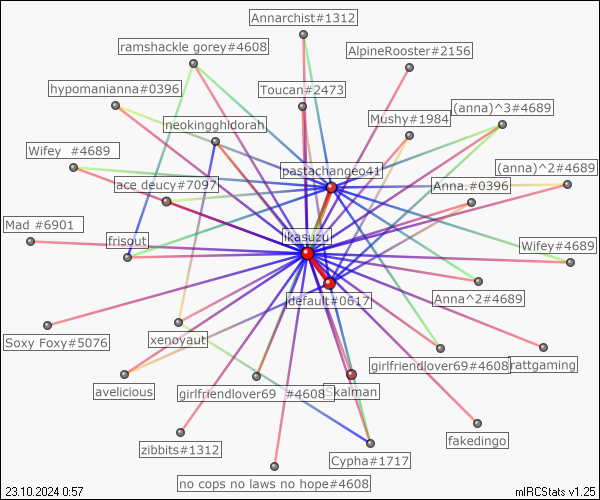 Annarchist#1312
ramshackle gorey#4608
AlpineRooster#2156
hypomanianna#0396
Toucan#2473
(anna)^3#4689
neokingghidorah
Mushy#1984
Wifey  #4689
pastachangeo41
(anna)^2#4689
ace deucy#7097
Anna.#0396
Mad #6901
frisout
ikasuzu
Wifey#4689
default#0617
Anna^2#4689
Soxy Foxy#5076
xenoyaut
girlfriendlover69#4608
rattgaming
avelicious
girlfriendlover69  #4608
Skalman
zibbits#1312
Cypha#1717
fakedingo
no cops no laws no hope#4608
23.10.2024 0:57
mIRCStats v1.25